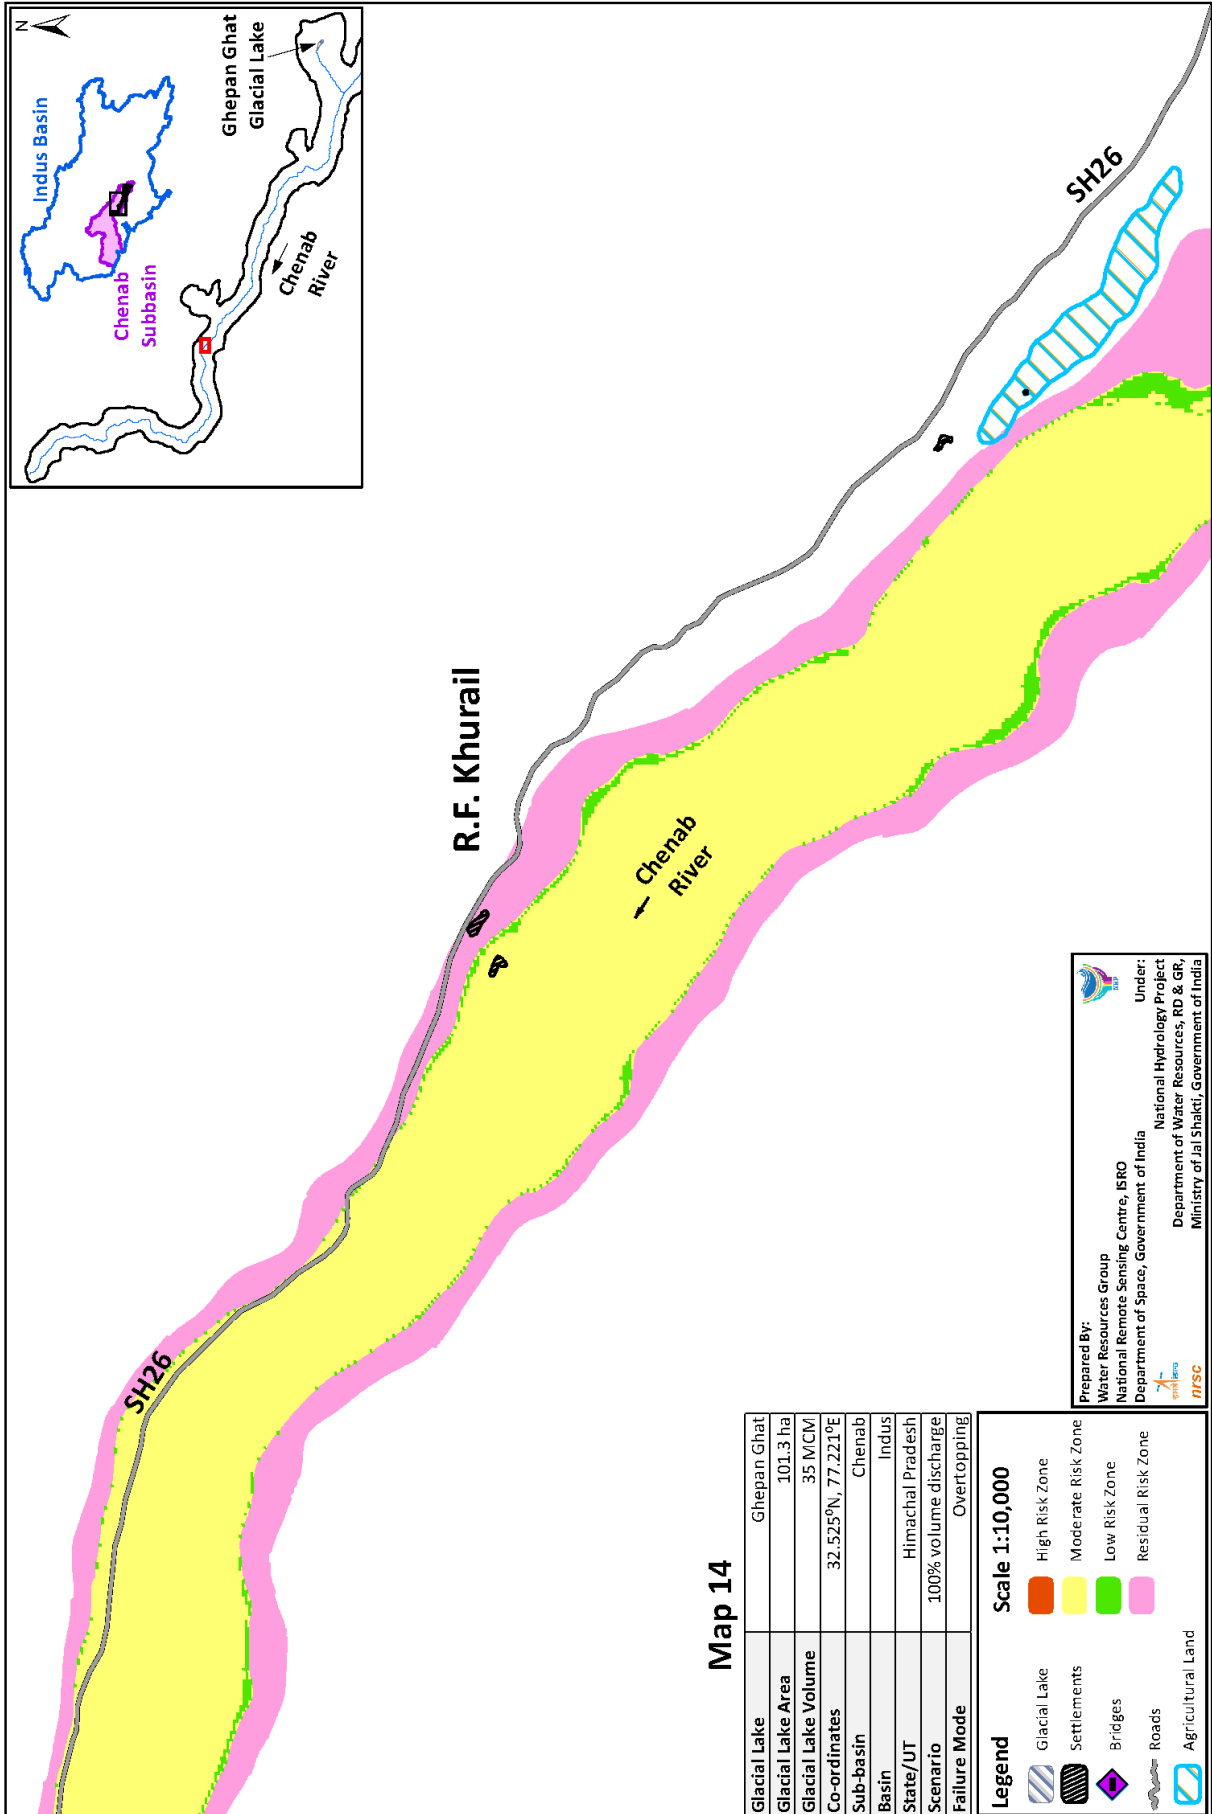 N
Indus Basin
Chenab
Subbasin
Ghepan Ghat
Glacial Lake
Chenab
River
SH26
R.F. Khurail
Chenab
River
SH26
Map 14
Glacial Lake Ghepan Ghat
Glacial Lake Area 101.3 ha
Glacial Lake Volume 35 MCM
Co-ordinates 32.525°N, 77.221°E
Sub-basin Chenab
Basin Indus
State/UT Himachal Pradesh
Scenario 100% volume discharge
Failure Mode Overtopping
Legend
Scale 1:10,000
Glacial Lake
Settlements
Bridges
Roads
Agricultural Land
High Risk Zone
Moderate Risk Zone
Low Risk Zone
Residual Risk Zone
Prepared By:
Water Resources Group
National Remote Sensing Centre, ISRO
Department of Space, Government of India
nrsc
Under:
National Hydrology Project
Department of Water Resources, RD & GR,
Ministry of Jal Shakti, Government of India